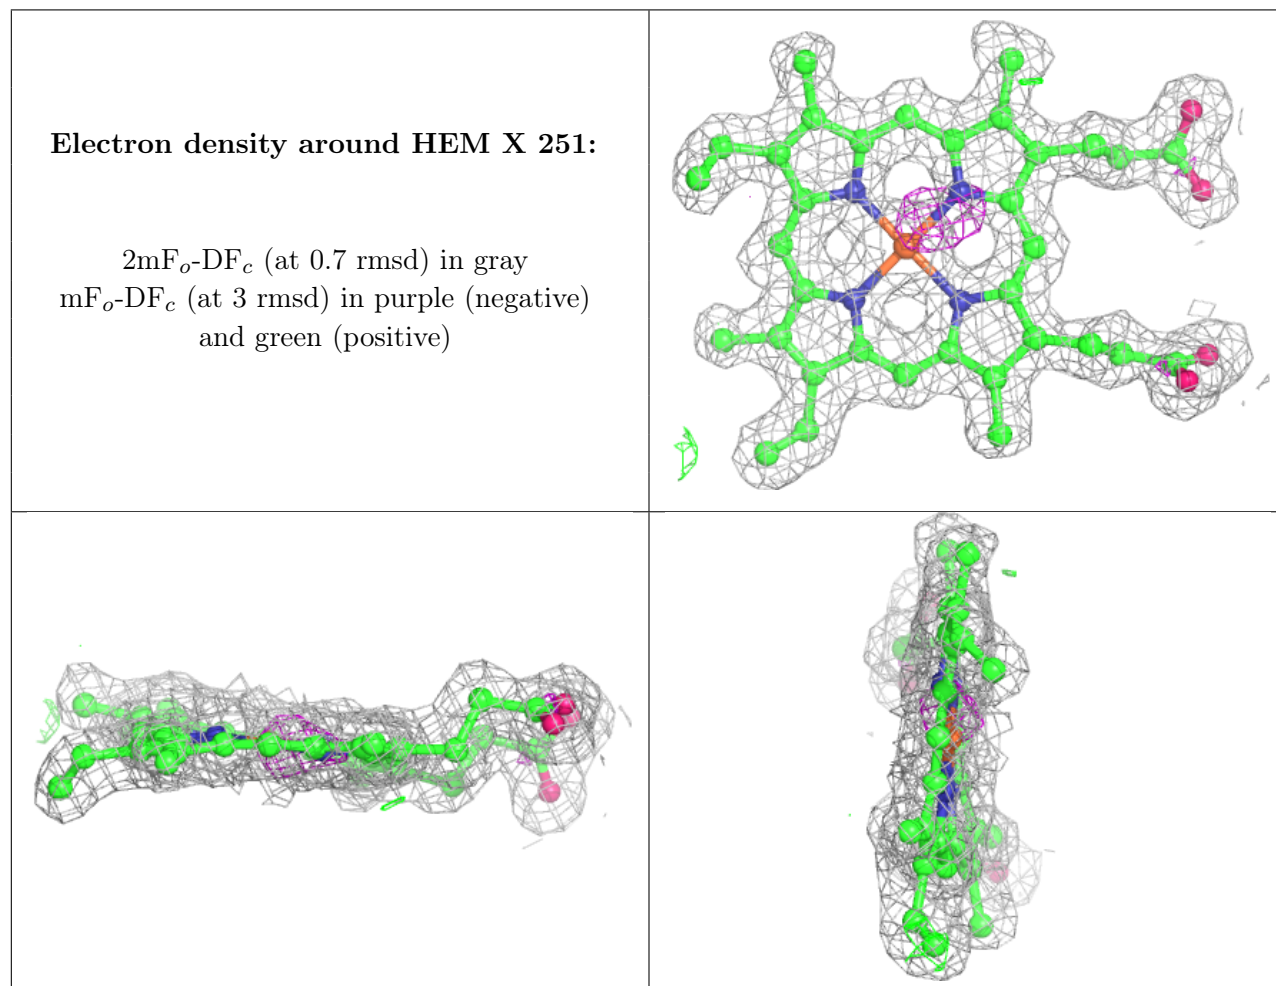 Electron density around HEM X 251:
2mFo-DFc (at 0.7 rmsd) in gray
mFo-DFc (at 3 rmsd) in purple (negative)
and green (positive)